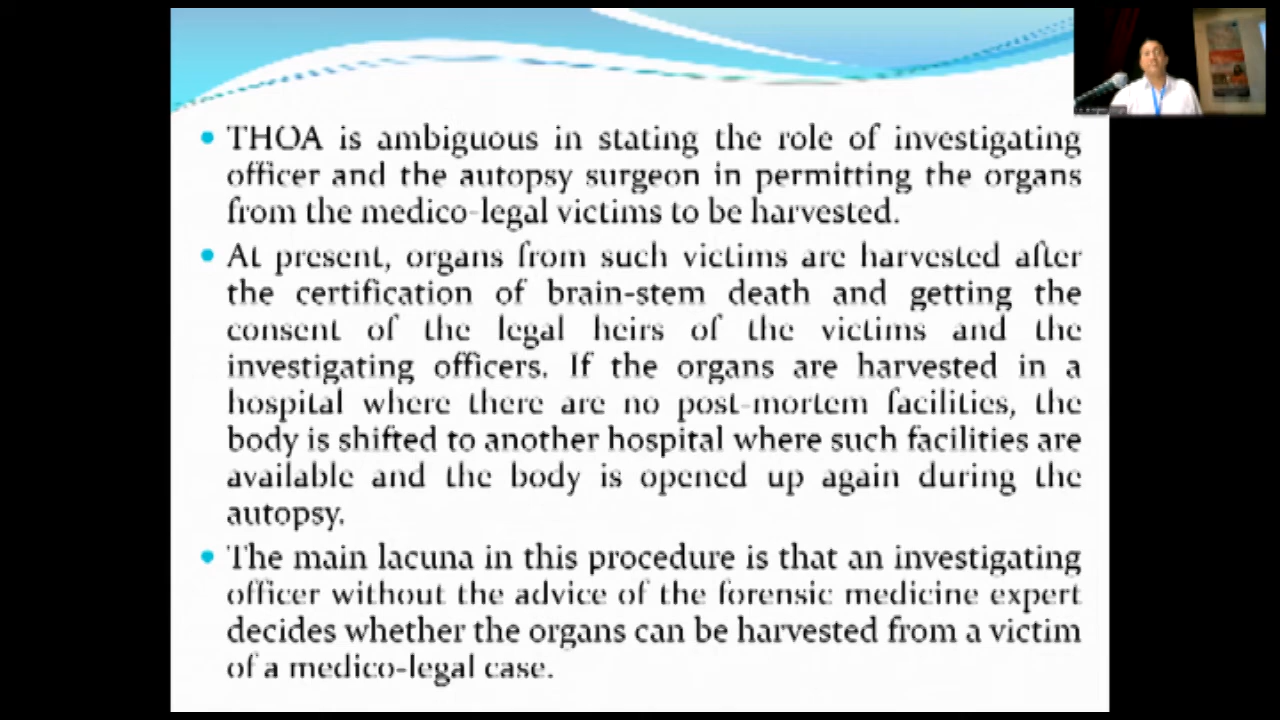 THOA is ambiguous in stating the role of investigating
officer and the autopsy surgeon in permitting the organs
from the medico-legal victims to be harvested.
At present, organs from such victims are harvested after
the certification of brain-stem death and getting the
consent of the legal heirs of the victims and the
investigating officers. If the organs are harvested in a
hospital where there are no post-mortem facilities, the
body is shifted to another hospital where such facilities are
available and the body is opened up again during the
autopsy.
The main lacuna in this procedure is that an investigating
officer without the advice of the forensic medicine expert
decides whether the organs can be harvested from a victim
of a medico-legal case.